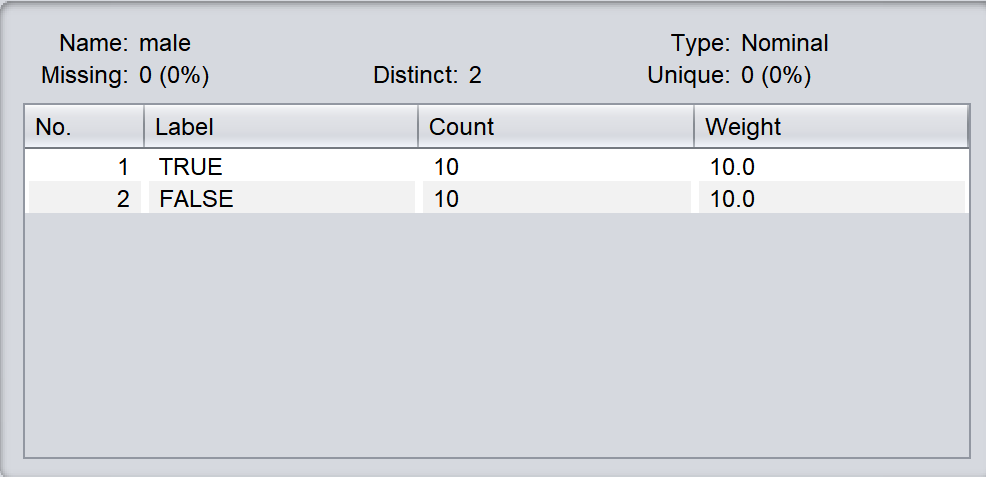 Name: male Type: Nominal
Missing: 0 (0%) Distinct: 2 Unique: 0 (0%)
No. Label Count Weight
1 TRUE 10 10.0
2 FALSE 10 10.0